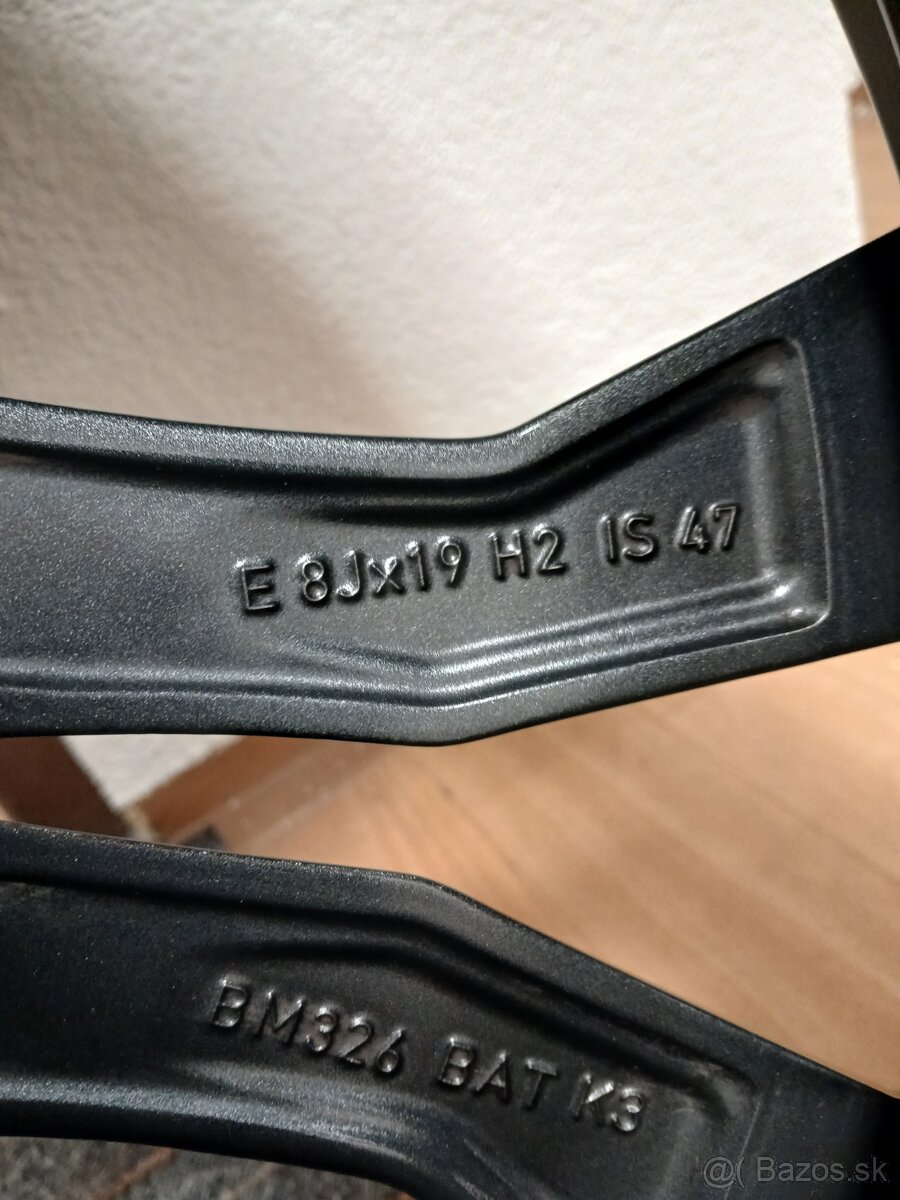 E 8Jx19 H2 IS 47
BM326 BAT K3
@( Bazos.sk